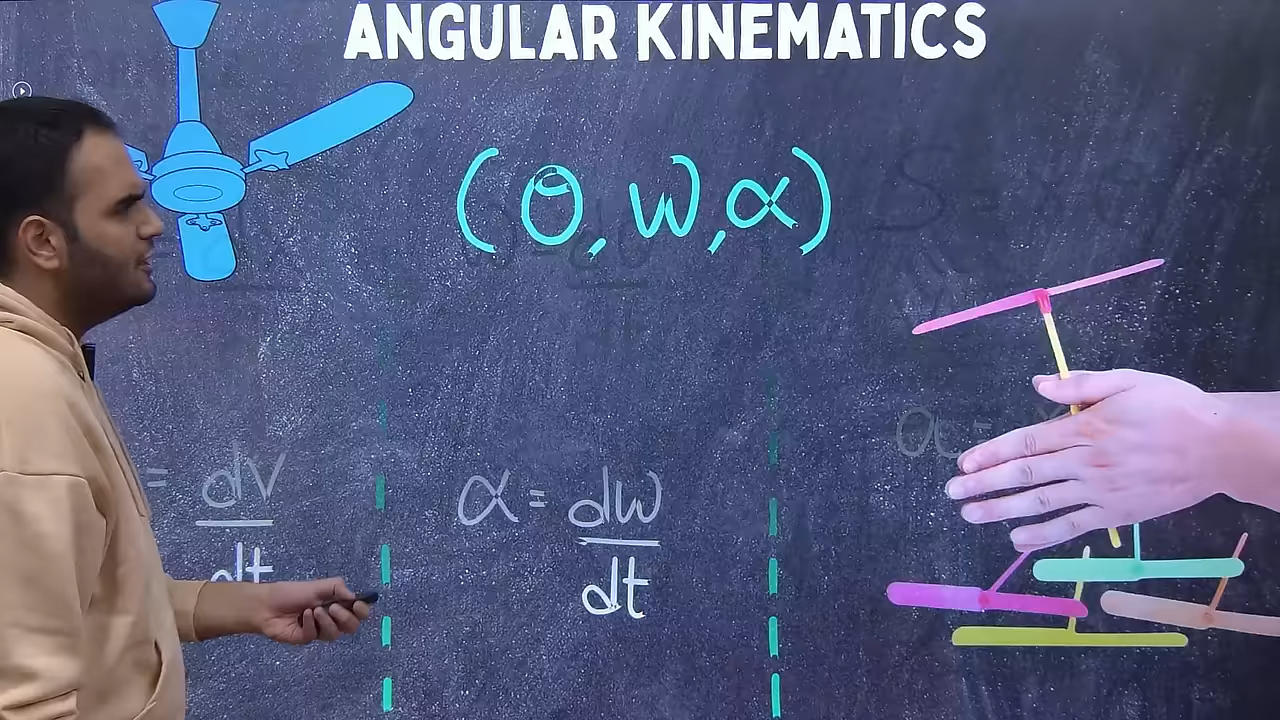 ANGULAR KINEMATICS
(θ, ω, α)
= dv/dt
α = dω/dt